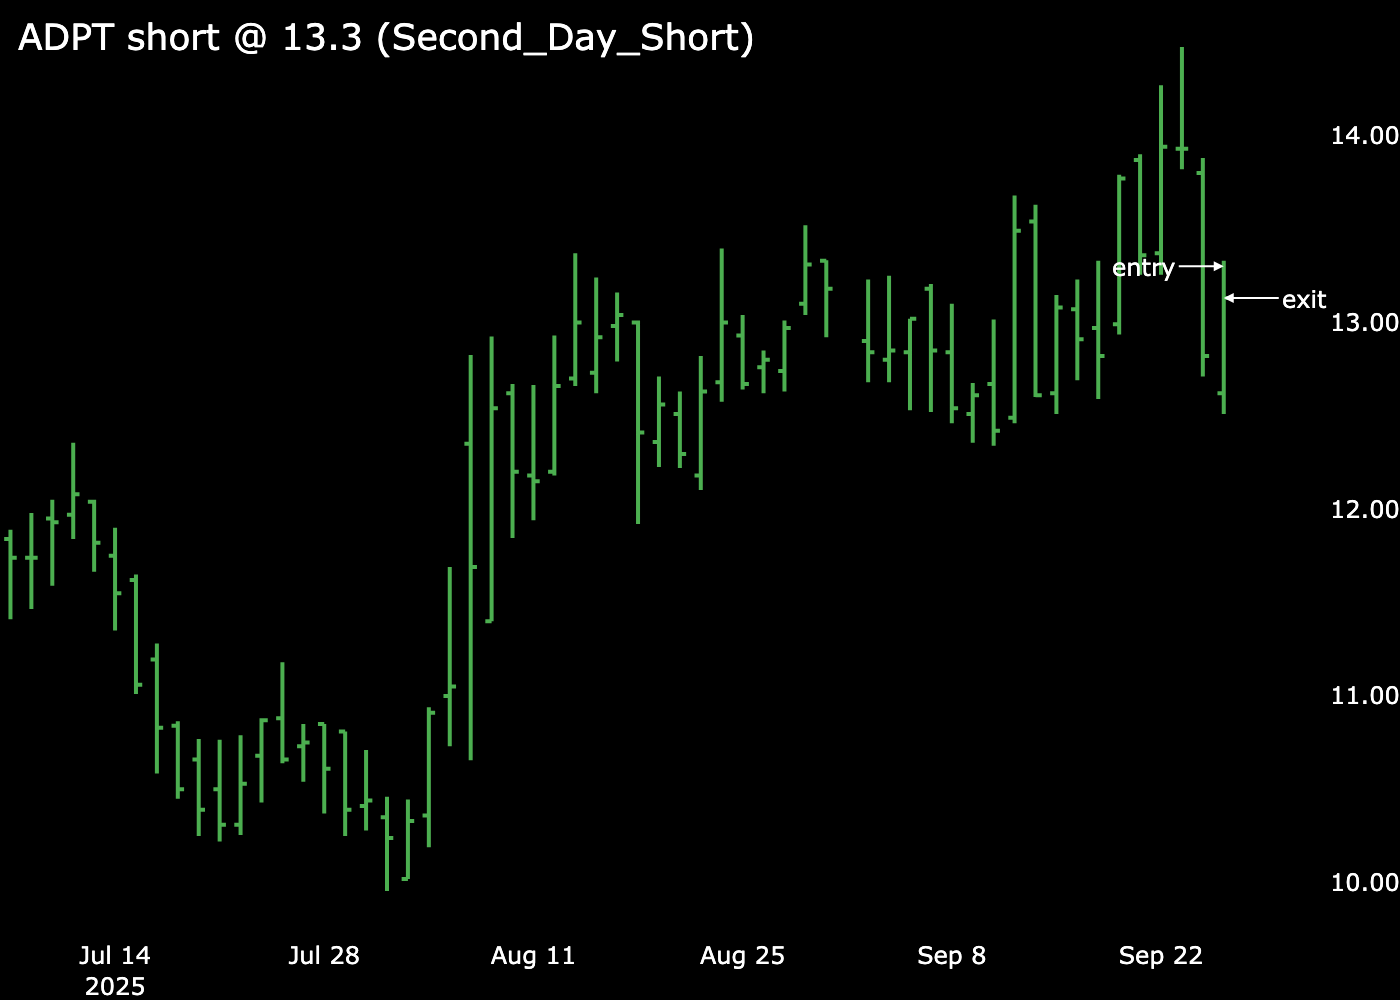 ADPT short @ 13.3 (Second_Day_Short)
14.00
entry
exit
13.00
12.00
11.00
10.00
Jul 14
2025
Jul 28
Aug 11
Aug 25
Sep 8
Sep 22